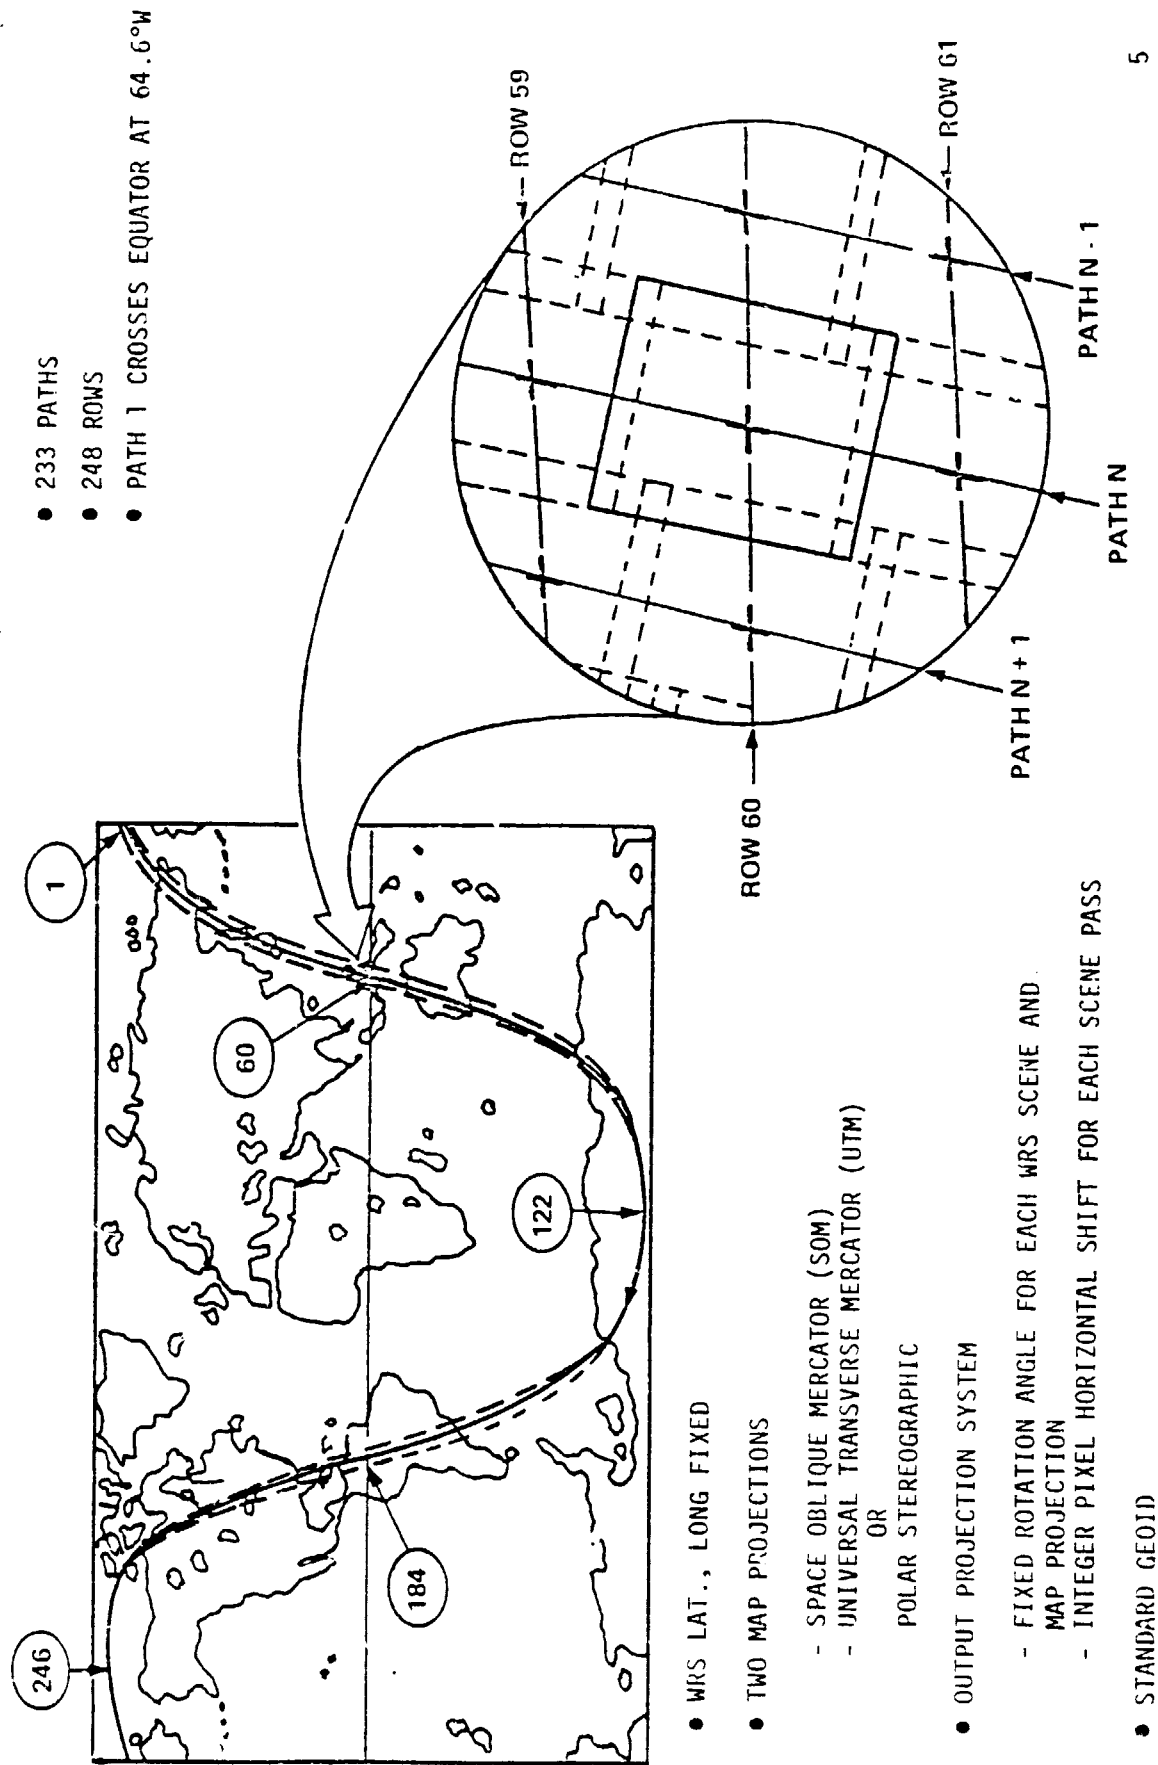 ● 233 PATHS
● 248 ROWS
● PATH 1 CROSSES EQUATOR AT 64.6°W
1
60
122
184
246
ROW 59
ROW 60
ROW 61
PATH N + 1
PATH N
PATH N - 1
● WRS LAT., LONG FIXED
● TWO MAP PROJECTIONS
- SPACE OBLIQUE MERCATOR (SOM)
- UNIVERSAL TRANSVERSE MERCATOR (UTM)
OR
POLAR STEREOGRAPHIC
● OUTPUT PROJECTION SYSTEM
- FIXED ROTATION ANGLE FOR EACH WRS SCENE AND
MAP PROJECTION
- INTEGER PIXEL HORIZONTAL SHIFT FOR EACH SCENE PASS
● STANDARD GEOID
5